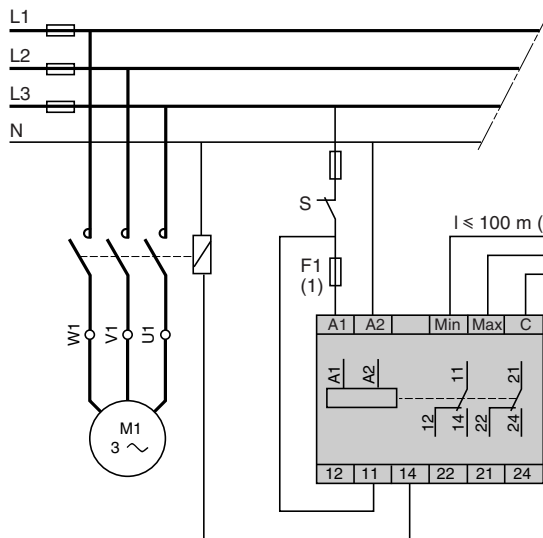 L1
L2
L3
N
S
l ⩽ 100 m (
F1
(1)
A1 A2 Min Max C
W1 V1 U1
A1 A2 11 21
12 14 22 24
M1
3 ~
12 11 14 22 21 24